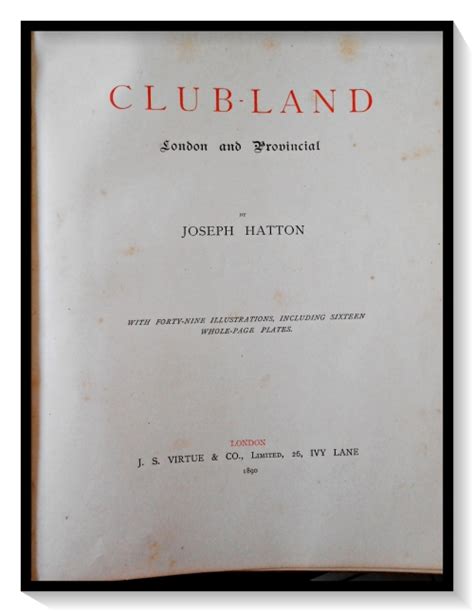 CLUB-LAND
London and Provincial
BY
JOSEPH HATTON
WITH FORTY-NINE ILLUSTRATIONS, INCLUDING SIXTEEN
WHOLE-PAGE PLATES.
LONDON
J. S. VIRTUE & CO., LIMITED, 26, IVY LANE
1890